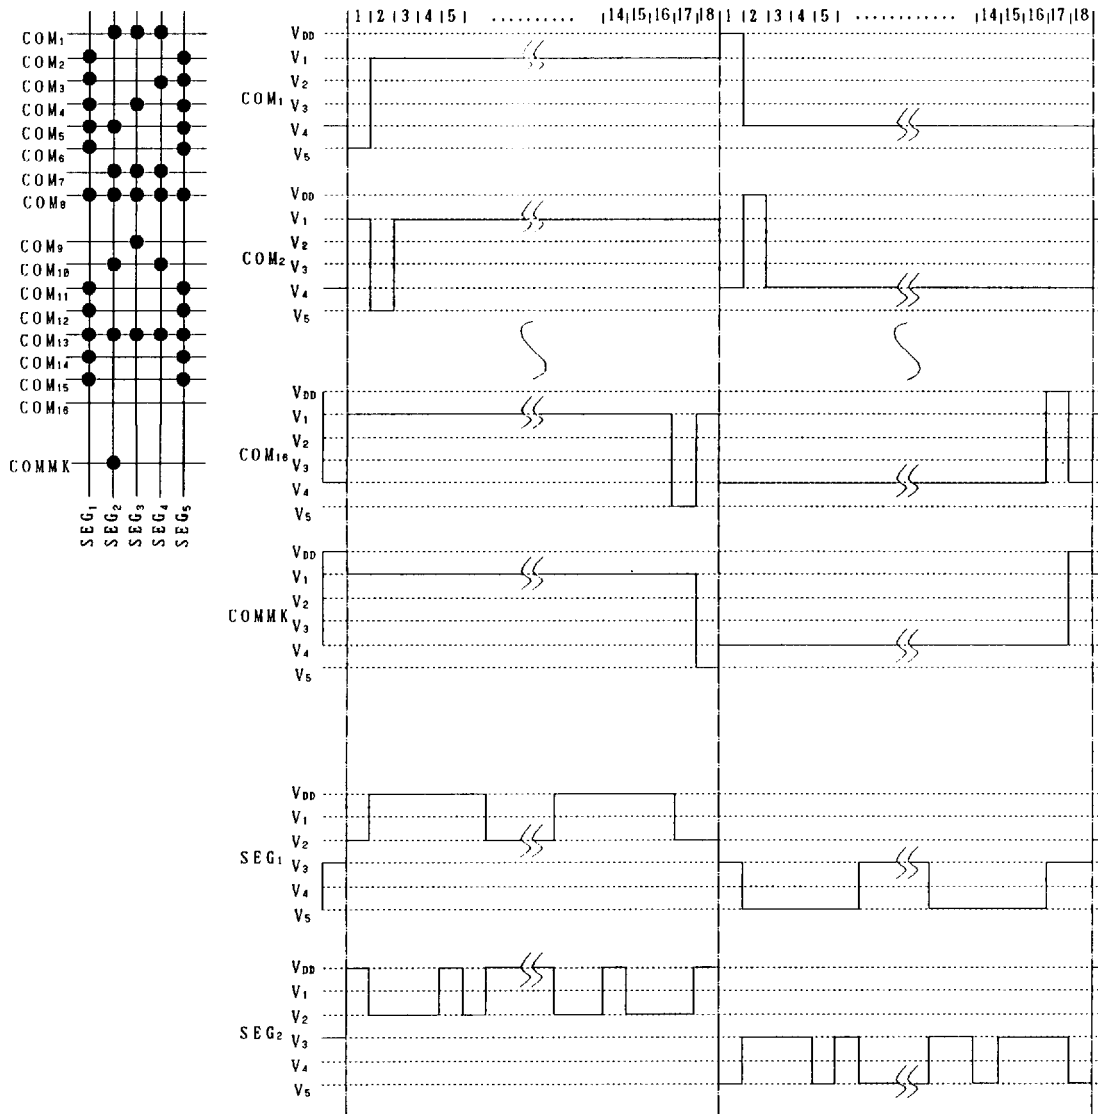 |1|2|3|4|5| ........... |14|15|16|17|18|1|2|3|4|5| ........... |14|15|16|17|18
COM₁
COM₂
COM₃
COM₄
COM₅
COM₆
COM₇
COM₈
COM₉
COM₁₀
COM₁₁
COM₁₂
COM₁₃
COM₁₄
COM₁₅
COM₁₆
COMMK
SEG₁
SEG₂
SEG₃
SEG₄
SEG₅
COM₁
VDD
V₁
V₂
V₃
V₄
V₅
COM₂
VDD
V₁
V₂
V₃
V₄
V₅
COM₁₆
VDD
V₁
V₂
V₃
V₄
V₅
COMMK
VDD
V₁
V₂
V₃
V₄
V₅
SEG₁
VDD
V₁
V₂
V₃
V₄
V₅
SEG₂
VDD
V₁
V₂
V₃
V₄
V₅